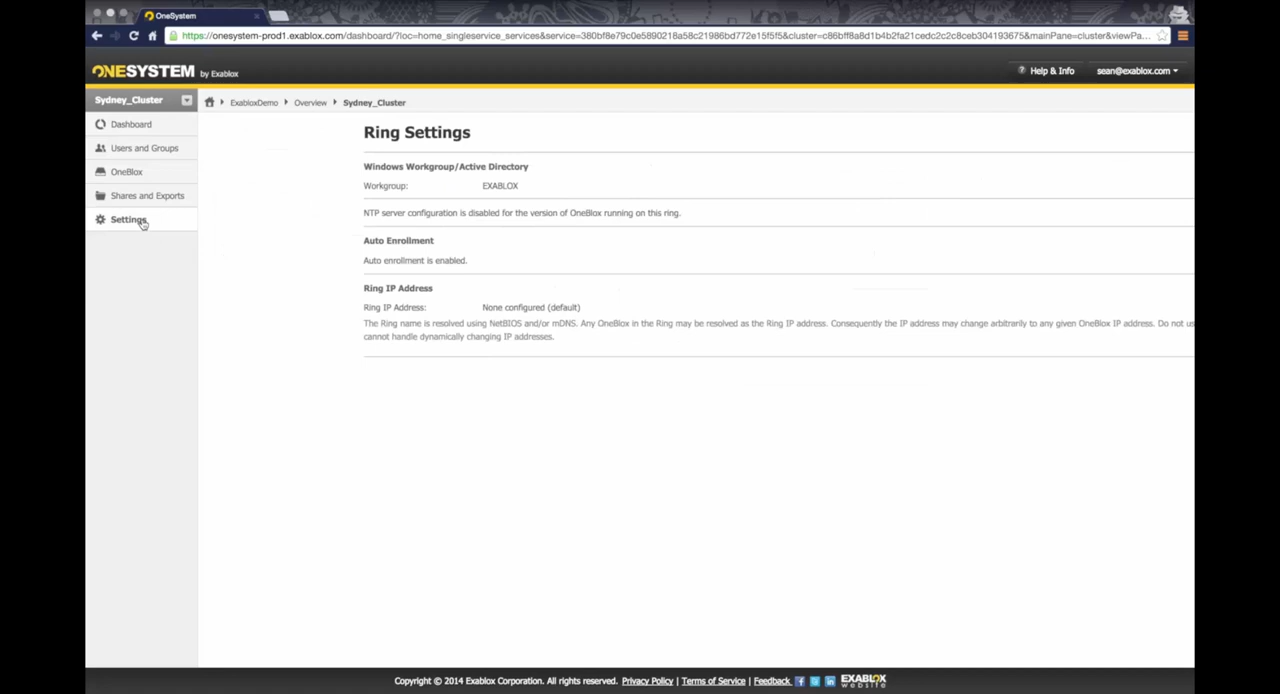 OneSystem
https://onesystem-prod1.exablox.com/dashboard/?loc=home_singleservice_services&service=380bf8e79c0e5890218a58c21986bd772e15f5f5&cluster=c86bff8a8d1b4b2fa21cedc2c2c8ceb304193675&mainPane=cluster&viewPa...
ONESYSTEM by Exablox
? Help & Info
sean@exablox.com
Sydney_Cluster
ExabloxDemo Overview Sydney_Cluster
Dashboard
Users and Groups
OneBlox
Shares and Exports
Settings
Ring Settings
Windows Workgroup/Active Directory
Workgroup: EXABLOX
NTP server configuration is disabled for the version of OneBlox running on this ring.
Auto Enrollment
Auto enrollment is enabled.
Ring IP Address
Ring IP Address: None configured (default)
The Ring name is resolved using NetBIOS and/or mDNS. Any OneBlox in the Ring may be resolved as the Ring IP address. Consequently the IP address may change arbitrarily to any given OneBlox IP address. Do not us
cannot handle dynamically changing IP addresses.
Copyright © 2014 Exablox Corporation. All rights reserved. Privacy Policy | Terms of Service | Feedback f in EXABLOX
website